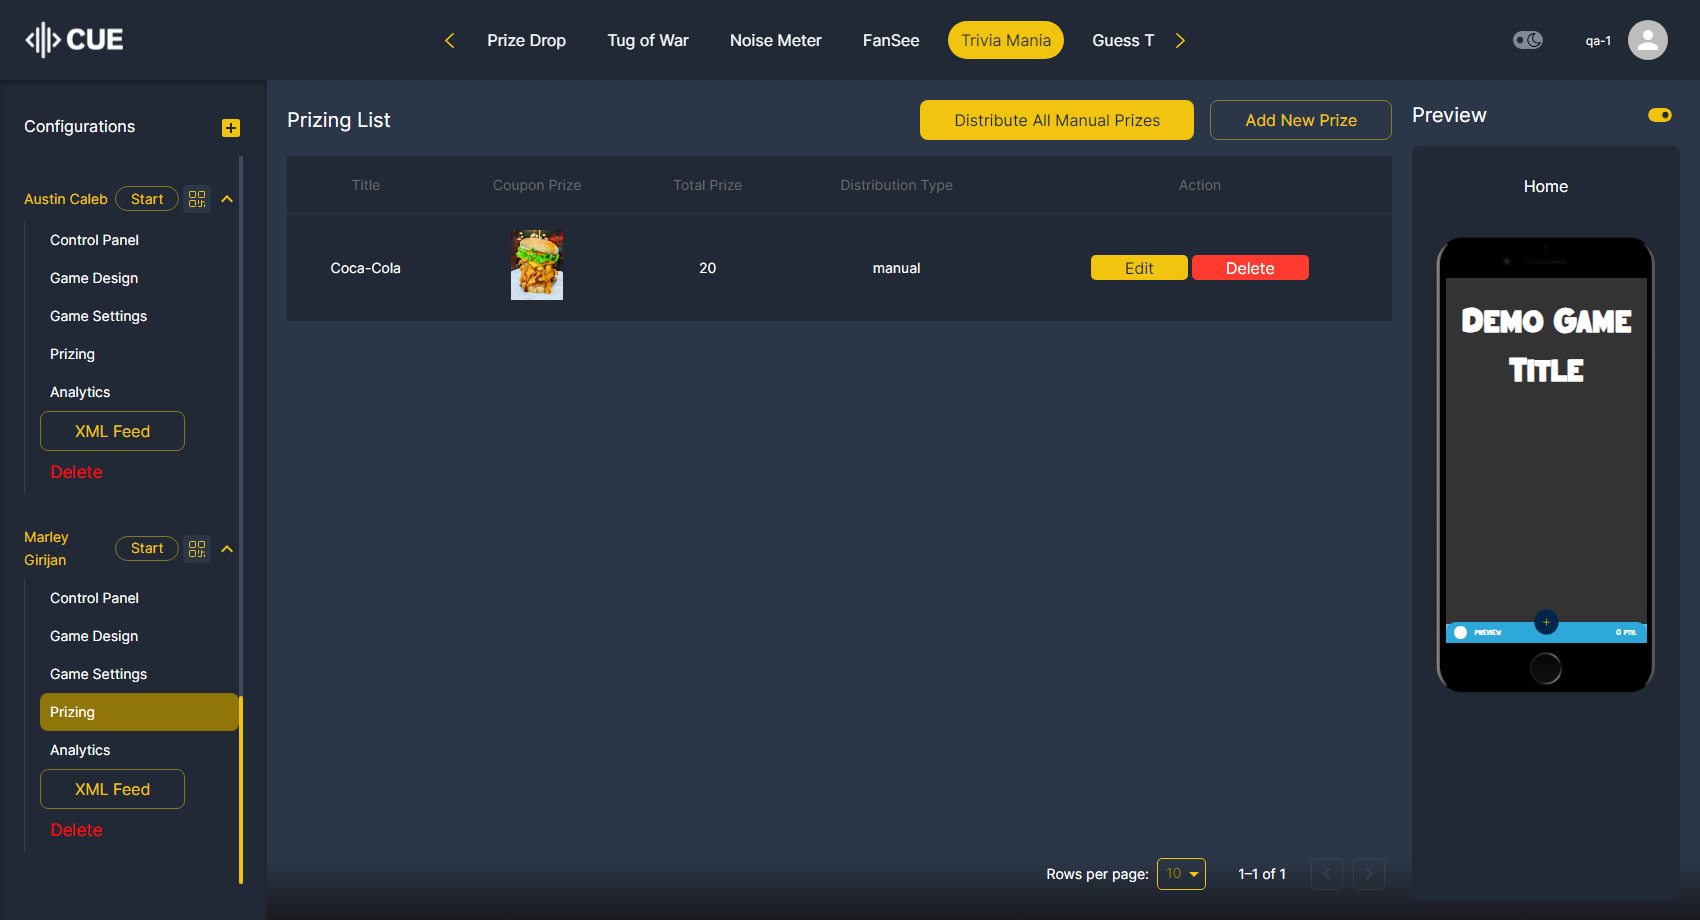 CUE
Prize Drop
Tug of War
Noise Meter
FanSee
Trivia Mania
Guess T
qa-1
Configurations
Austin Caleb
Start
Control Panel
Game Design
Game Settings
Prizing
Analytics
XML Feed
Delete
Marley
Girijan
Start
Control Panel
Game Design
Game Settings
Prizing
Analytics
XML Feed
Delete
Prizing List
Distribute All Manual Prizes
Add New Prize
Title
Coupon Prize
Total Prize
Distribution Type
Action
Coca-Cola
20
manual
Edit
Delete
Rows per page:
10
1–1 of 1
Preview
Home
Demo Game
Title
PREVIEW
0 PTS.